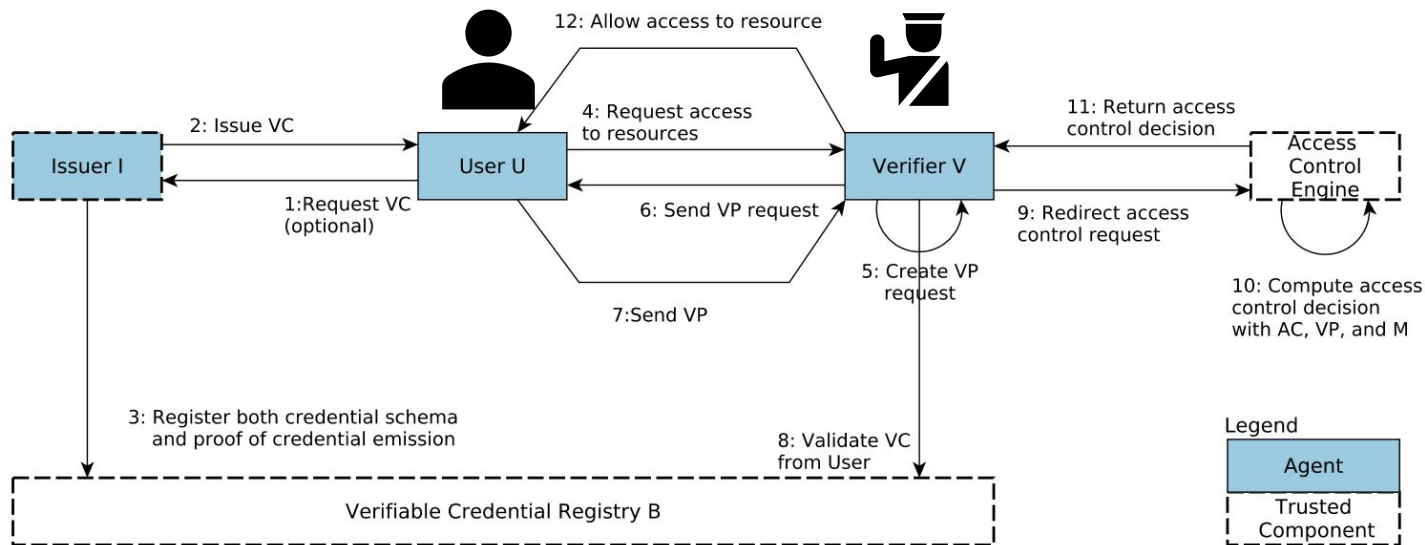 12: Allow access to resource
2: Issue VC
4: Request access
to resources
11: Return access
control decision
Issuer I
User U
Verifier V
Access
Control
Engine
1:Request VC
(optional)
6: Send VP request
9: Redirect access
control request
5: Create VP
request
7:Send VP
10: Compute access
control decision
with AC, VP, and M
3: Register both credential schema
and proof of credential emission
8: Validate VC
from User
Verifiable Credential Registry B
Legend
Agent
Trusted
Component